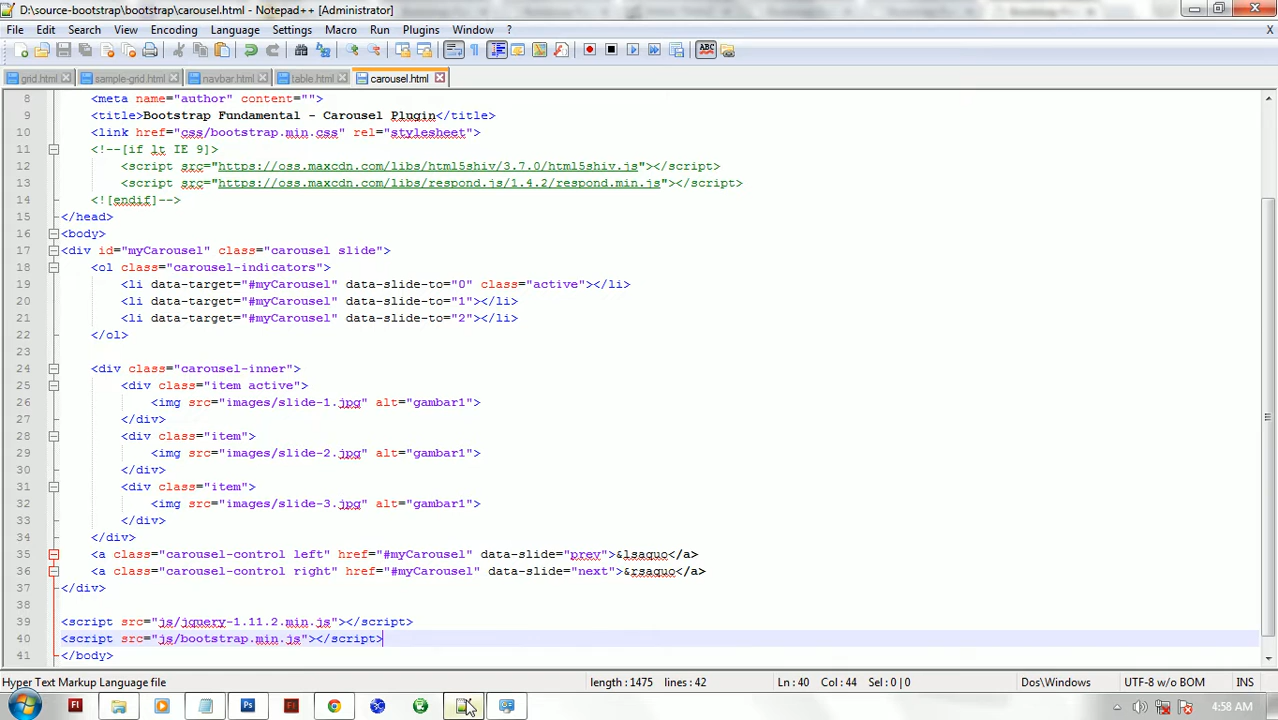 D:\source-bootstrap\bootstrap\carousel.html - Notepad++ [Administrator]
File Edit Search View Encoding Language Settings Macro Run Plugins Window ? X
grid.html sample-grid.html navbar.html table.html carousel.html
8 <meta name="author" content="">
9 <title>Bootstrap Fundamental - Carousel Plugin</title>
10 <link href="css/bootstrap.min.css" rel="stylesheet">
11 <!--[if lt IE 9]>
12 <script src="https://oss.maxcdn.com/libs/html5shiv/3.7.0/html5shiv.js"></script>
13 <script src="https://oss.maxcdn.com/libs/respond.js/1.4.2/respond.min.js"></script>
14 <![endif]-->
15 </head>
16 <body>
17 <div id="myCarousel" class="carousel slide">
18 <ol class="carousel-indicators">
19 <li data-target="#myCarousel" data-slide-to="0" class="active"></li>
20 <li data-target="#myCarousel" data-slide-to="1"></li>
21 <li data-target="#myCarousel" data-slide-to="2"></li>
22 </ol>
23
24 <div class="carousel-inner">
25 <div class="item active">
26 <img src="images/slide-1.jpg" alt="gambar1">
27 </div>
28 <div class="item">
29 <img src="images/slide-2.jpg" alt="gambar1">
30 </div>
31 <div class="item">
32 <img src="images/slide-3.jpg" alt="gambar1">
33 </div>
34 </div>
35 <a class="carousel-control left" href="#myCarousel" data-slide="prev">&lsaquo</a>
36 <a class="carousel-control right" href="#myCarousel" data-slide="next">&rsaquo</a>
37 </div>
38
39 <script src="js/jquery-1.11.2.min.js"></script>
40 <script src="js/bootstrap.min.js"></script>
41 </body>
Hyper Text Markup Language file length : 1475 lines : 42 Ln : 40 Col : 44 Sel : 0 | 0 Dos\Windows UTF-8 w/o BOM INS
4:58 AM